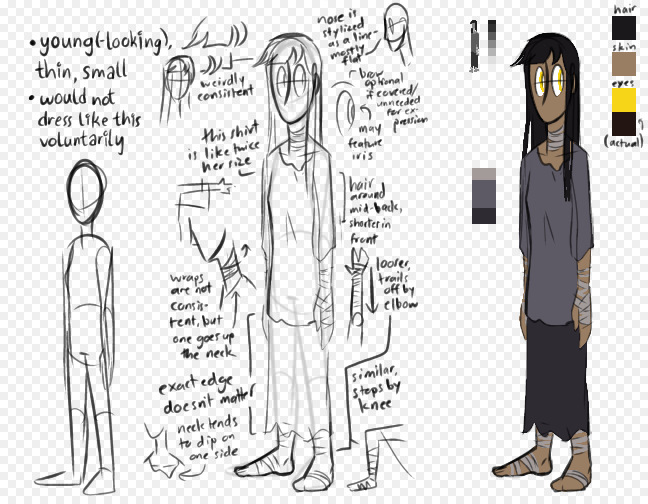 • young(-looking),
thin, small
• would not
dress like this
voluntarily
weirdly
consistent
nose is
stylized
as a line-
mostly
flat
brow
optional
if covered/
unneeded
for ex-
pression
may
feature
iris
this shirt
is like twice
her size
hair
around
mid-back,
shorter in
front
wraps
are not
consis-
tent, but
one goes up
the neck
looser,
trails
off by
elbow
exact edge
doesn't matter
neck tends
to dip on
one side
similar,
stops by
knee
hair
skin
eyes
(actual)